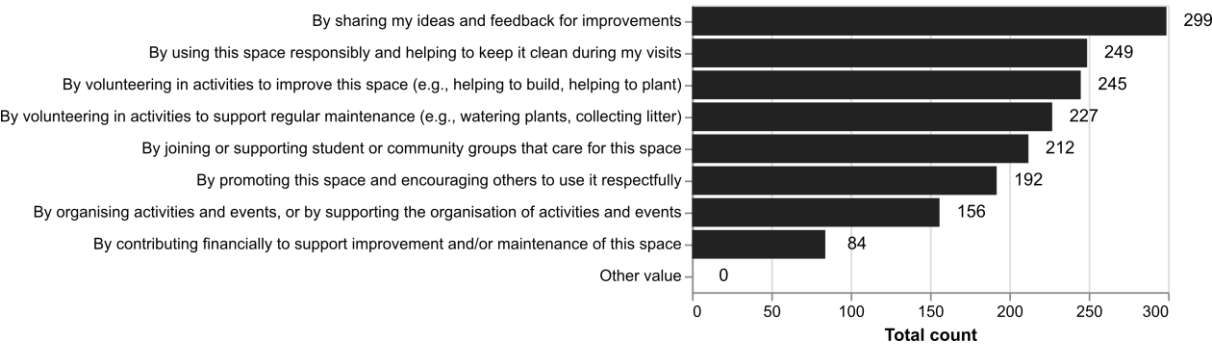 By sharing my ideas and feedback for improvements 299
By using this space responsibly and helping to keep it clean during my visits 249
By volunteering in activities to improve this space (e.g., helping to build, helping to plant) 245
By volunteering in activities to support regular maintenance (e.g., watering plants, collecting litter) 227
By joining or supporting student or community groups that care for this space 212
By promoting this space and encouraging others to use it respectfully 192
By organising activities and events, or by supporting the organisation of activities and events 156
By contributing financially to support improvement and/or maintenance of this space 84
Other value 0
0 50 100 150 200 250 300
Total count